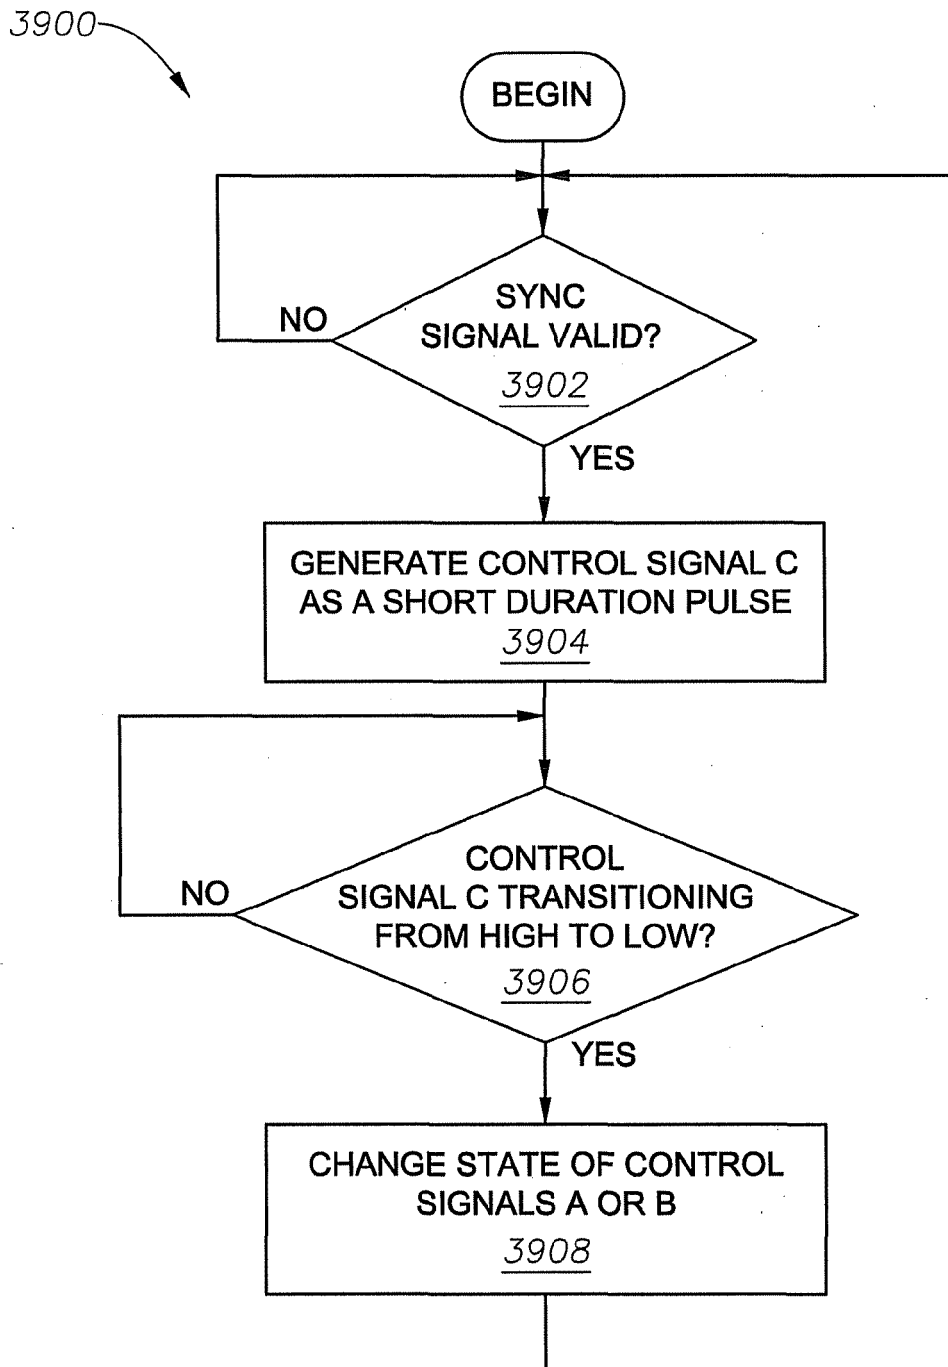 3900
BEGIN
SYNC
SIGNAL VALID?
3902
NO
YES
GENERATE CONTROL SIGNAL C
AS A SHORT DURATION PULSE
3904
CONTROL
SIGNAL C TRANSITIONING
FROM HIGH TO LOW?
3906
NO
YES
CHANGE STATE OF CONTROL
SIGNALS A OR B
3908